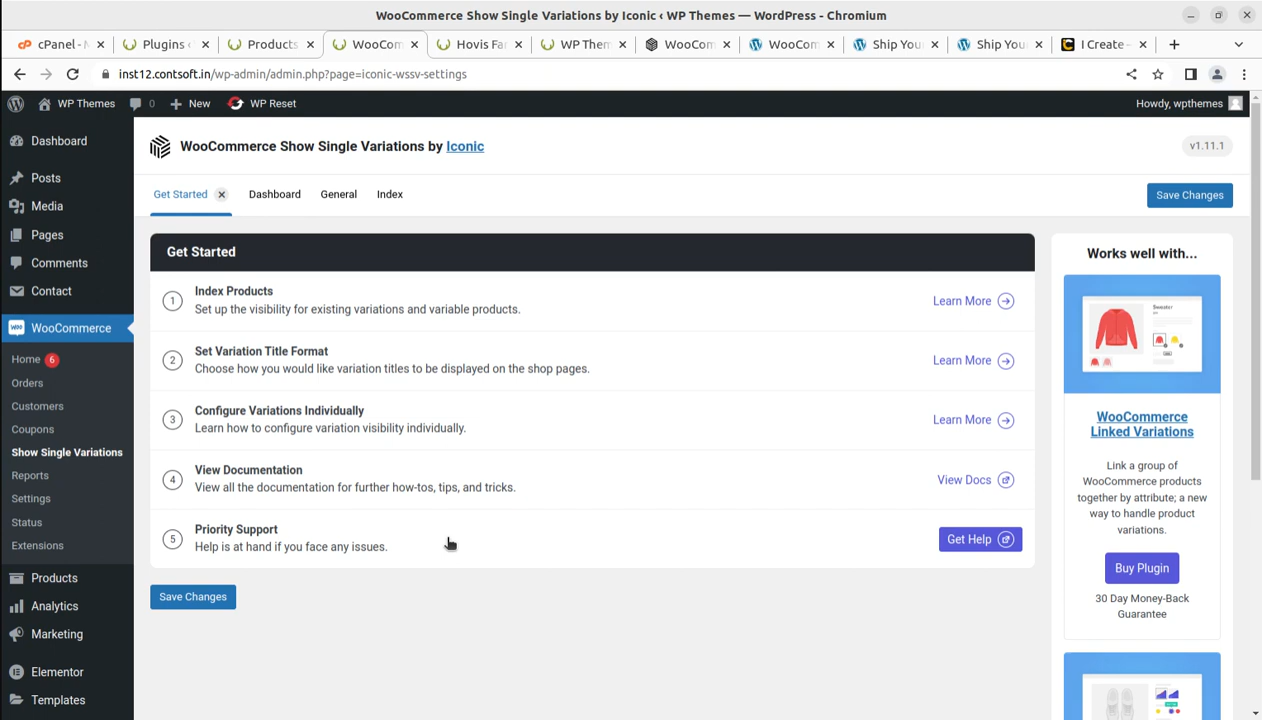 WooCommerce Show Single Variations by Iconic ‹ WP Themes — WordPress - Chromium
cPanel - Plugins ‹ Products WooCom Hovis Fa WP Them WooCom WooCom Ship You Ship You I Create -
inst12.contsoft.in/wp-admin/admin.php?page=iconic-wssv-settings
WP Themes 0 New WP Reset Howdy, wpthemes
Dashboard
Posts
Media
Pages
Comments
Contact
WooCommerce
Home 6
Orders
Customers
Coupons
Show Single Variations
Reports
Settings
Status
Extensions
Products
Analytics
Marketing
Elementor
Templates
WooCommerce Show Single Variations by Iconic v1.11.1
Get Started Dashboard General Index Save Changes
Get Started
1 Index Products
Set up the visibility for existing variations and variable products.
Learn More
2 Set Variation Title Format
Choose how you would like variation titles to be displayed on the shop pages.
Learn More
3 Configure Variations Individually
Learn how to configure variation visibility individually.
Learn More
4 View Documentation
View all the documentation for further how-tos, tips, and tricks.
View Docs
5 Priority Support
Help is at hand if you face any issues.
Get Help
Save Changes
Works well with...
WooCommerce
Linked Variations
Link a group of
WooCommerce products
together by attribute; a new
way to handle product
variations.
Buy Plugin
30 Day Money-Back
Guarantee